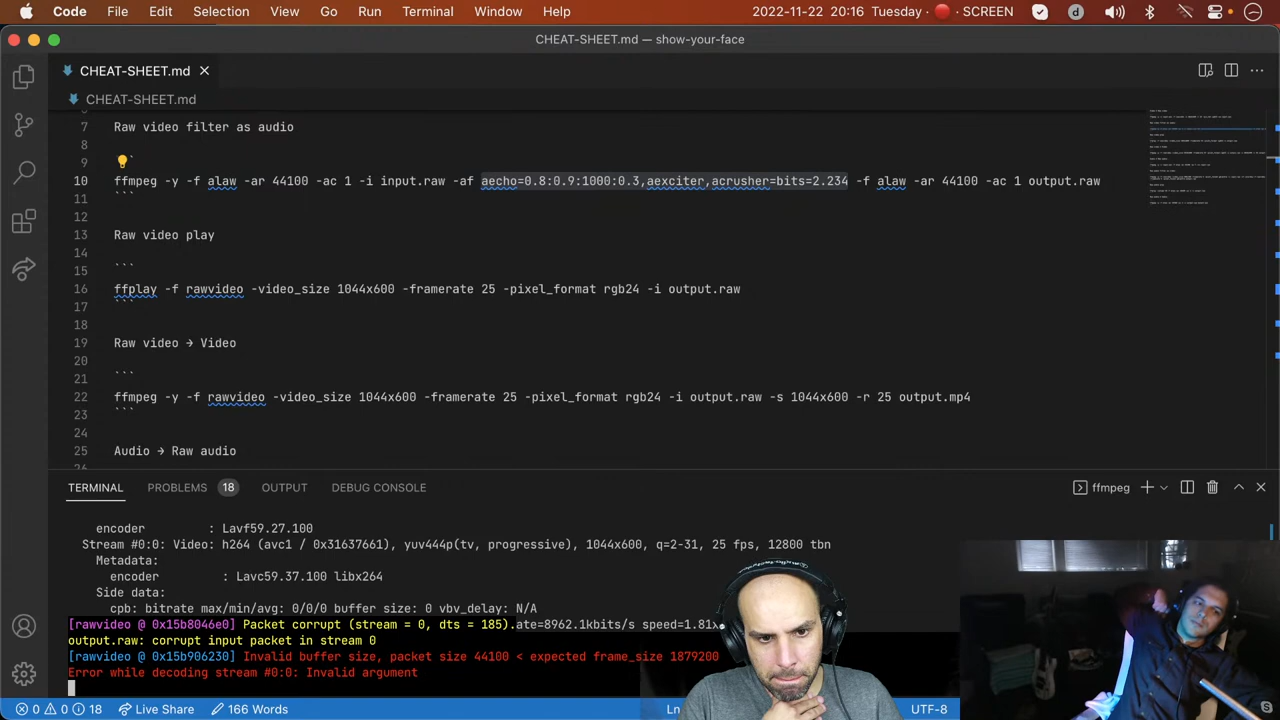 Code File Edit Selection View Go Run Terminal Window Help 2022-11-22 20:16 Tuesday SCREEN
CHEAT-SHEET.md — show-your-face
CHEAT-SHEET.md
CHEAT-SHEET.md
7 Raw video filter as audio
8
9 `
10 ffmpeg -y -f alaw -ar 44100 -ac 1 -i input.raw aecho=0.8:0.9:1000:0.3,aexciter,acrusher=bits=2.234 -f alaw -ar 44100 -ac 1 output.raw
11 ```
12
13 Raw video play
14
15 ```
16 ffplay -f rawvideo -video_size 1044x600 -framerate 25 -pixel_format rgb24 -i output.raw
17 ```
18
19 Raw video → Video
20
21 ```
22 ffmpeg -y -f rawvideo -video_size 1044x600 -framerate 25 -pixel_format rgb24 -i output.raw -s 1044x600 -r 25 output.mp4
23 ```
24
25 Audio → Raw audio
TERMINAL PROBLEMS 18 OUTPUT DEBUG CONSOLE ffmpeg
encoder : Lavf59.27.100
Stream #0:0: Video: h264 (avc1 / 0x31637661), yuv444p(tv, progressive), 1044x600, q=2-31, 25 fps, 12800 tbn
Metadata:
encoder : Lavc59.37.100 libx264
Side data:
cpb: bitrate max/min/avg: 0/0/0 buffer size: 0 vbv_delay: N/A
[rawvideo @ 0x15b8046e0] Packet corrupt (stream = 0, dts = 185).ate=8962.1kbits/s speed=1.81x
output.raw: corrupt input packet in stream 0
[rawvideo @ 0x15b906230] Invalid buffer size, packet size 44100 < expected frame_size 1879200
Error while decoding stream #0:0: Invalid argument
0 0 18 Live Share 166 Words Ln UTF-8